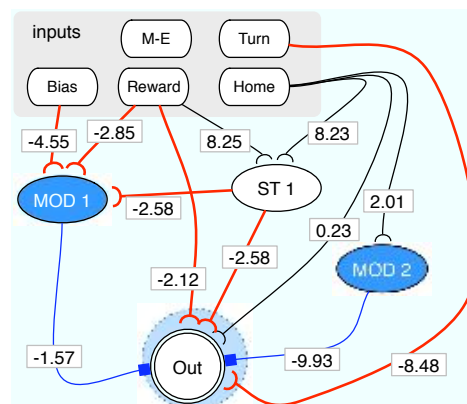 inputs
M-E
Turn
Bias
Reward
Home
-4.55
-2.85
8.25
8.23
MOD 1
-2.58
ST 1
2.01
0.23
MOD 2
-2.12
-2.58
-1.57
Out
-9.93
-8.48